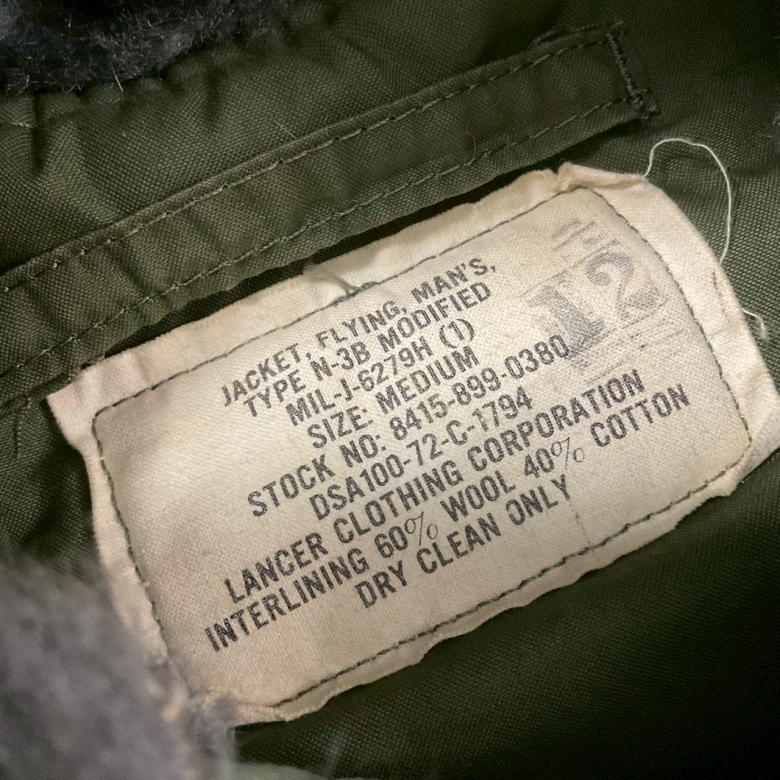 JACKET, FLYING, MAN'S,
TYPE N-3B MODIFIED
MIL-J-6279H (1)
SIZE: MEDIUM
STOCK NO: 8415-899-0380
DSA100-72-C-1794
LANCER CLOTHING CORPORATION
INTERLINING 60% WOOL 40% COTTON
DRY CLEAN ONLY
12